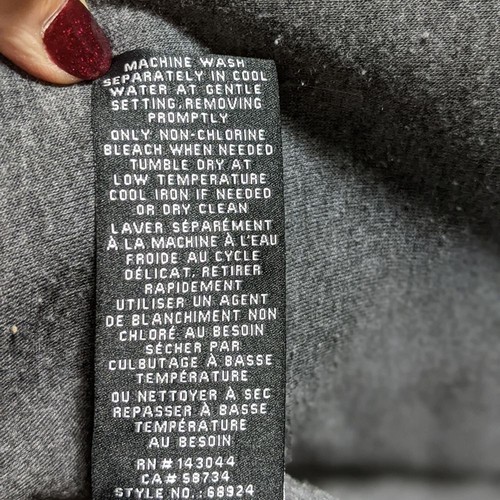 MACHINE WASH
SEPARATELY IN COOL
WATER AT GENTLE
SETTING, REMOVING
PROMPTLY
ONLY NON-CHLORINE
BLEACH WHEN NEEDED
TUMBLE DRY AT
LOW TEMPERATURE
COOL IRON IF NEEDED
OR DRY CLEAN
LAVER SÉPARÉMENT
À LA MACHINE À L'EAU
FROIDE AU CYCLE
DÉLICAT, RETIRER
RAPIDEMENT
UTILISER UN AGENT
DE BLANCHIMENT NON
CHLORÉ AU BESOIN
SÉCHER PAR
CULBUTAGE À BASSE
TEMPÉRATURE
OU NETTOYER À SEC
REPASSER À BASSE
TEMPÉRATURE
AU BESOIN
RN# 143044
CA# 58734
STYLE NO.:68924